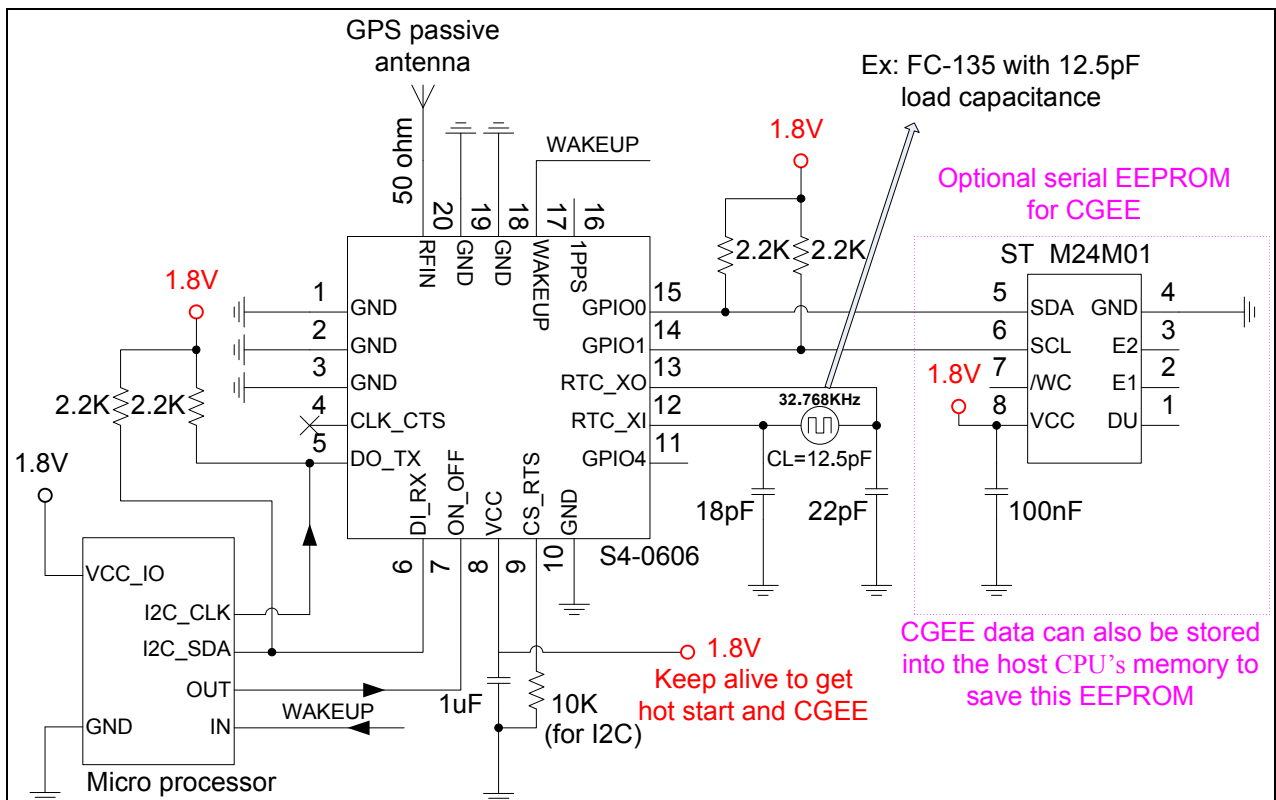 GPS passive
antenna
50 ohm
Ex: FC-135 with 12.5pF
load capacitance
WAKEUP
1.8V
Optional serial EEPROM
for CGEE
20
19
18
17
16
RFIN
GND
GND
WAKEUP
1PPS
2.2K
2.2K
ST M24M01
1.8V
1
GND
2
GND
3
GND
4
CLK_CTS
5
DO_TX
GPIO0
15
GPIO1
14
RTC_XO
13
RTC_XI
12
GPIO4
11
5
SDA
GND
4
6
SCL
E2
3
7
/WC
E1
2
8
VCC
DU
1
1.8V
32.768KHz
CL=12.5pF
2.2K
2.2K
1.8V
DI_RX
ON_OFF
VCC
CS_RTS
GND
6
7
8
9
10
S4-0606
18pF
22pF
100nF
VCC_IO
I2C_CLK
I2C_SDA
OUT
GND
IN
WAKEUP
Micro processor
1uF
10K
(for I2C)
1.8V
Keep alive to get
hot start and CGEE
CGEE data can also be stored
into the host CPU's memory to
save this EEPROM